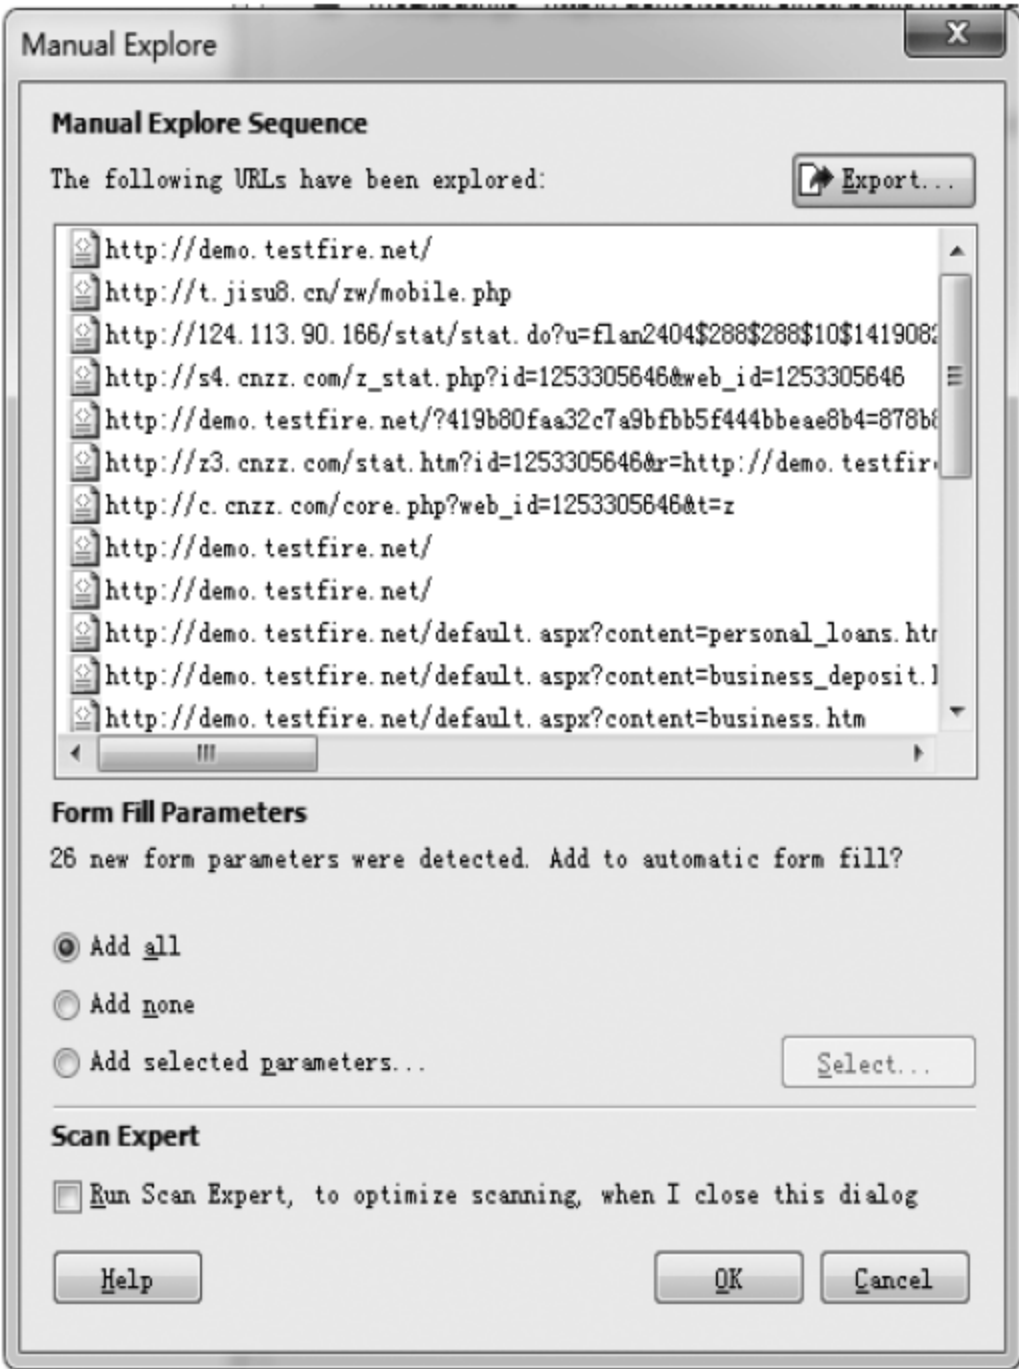 Manual Explore
Manual Explore Sequence
The following URLs have been explored:
Export...
http://demo.testfire.net/
http://t.jisu8.cn/zw/mobile.php
http://124.113.90.166/stat/stat.do?u=flan2404$288$288$10$1419082
http://s4.cnzz.com/z_stat.php?id=1253305646&web_id=1253305646
http://demo.testfire.net/?419b80faa32c7a9bfbb5f444bbeae8b4=878b8
http://z3.cnzz.com/stat.htm?id=1253305646&r=http://demo.testfir
http://c.cnzz.com/core.php?web_id=1253305646&t=z
http://demo.testfire.net/
http://demo.testfire.net/
http://demo.testfire.net/default.aspx?content=personal_loans.htm
http://demo.testfire.net/default.aspx?content=business_deposit.
http://demo.testfire.net/default.aspx?content=business.htm
Form Fill Parameters
26 new form parameters were detected. Add to automatic form fill?
Add all
Add none
Add selected parameters...
Select...
Scan Expert
Run Scan Expert, to optimize scanning, when I close this dialog
Help
OK
Cancel